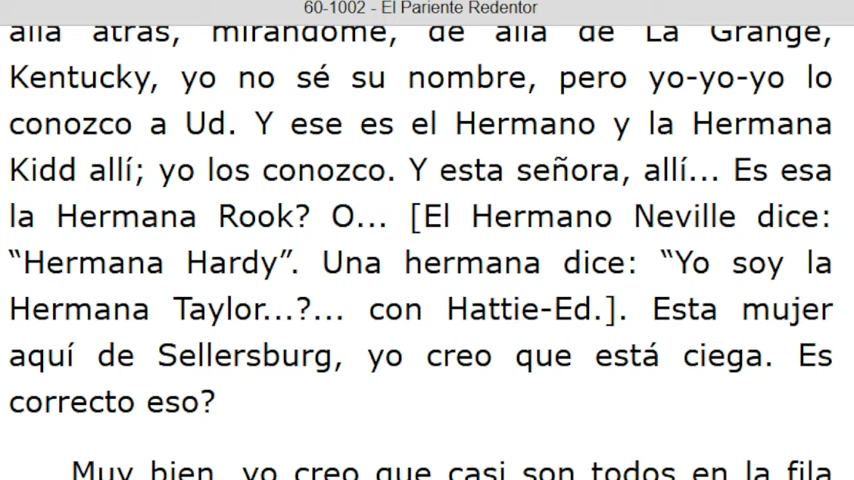 60-1002 - El Pariente Redentor
allá atrás, mirándome, de allá de La Grange,
Kentucky, yo no sé su nombre, pero yo-yo-yo lo
conozco a Ud. Y ese es el Hermano y la Hermana
Kidd allí; yo los conozco. Y esta señora, allí... Es esa
la Hermana Rook? O... [El Hermano Neville dice:
“Hermana Hardy”. Una hermana dice: “Yo soy la
Hermana Taylor...?... con Hattie-Ed.]. Esta mujer
aquí de Sellersburg, yo creo que está ciega. Es
correcto eso?
Muy bien, yo creo que casi son todos en la fila